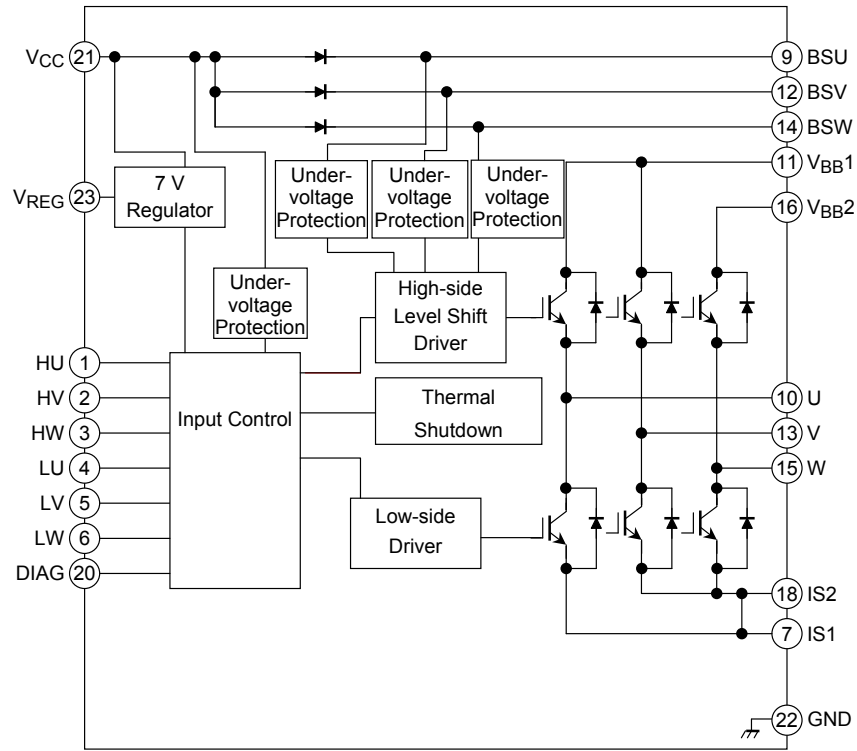 VCC 21
9 BSU
12 BSV
14 BSW
11 VBB1
16 VBB2
VREG 23
7 V
Regulator
Under-
voltage
Protection
Under-
voltage
Protection
Under-
voltage
Protection
Under-
voltage
Protection
High-side
Level Shift
Driver
HU 1
HV 2
HW 3
LU 4
LV 5
LW 6
DIAG 20
Input Control
Thermal
Shutdown
Low-side
Driver
10 U
13 V
15 W
18 IS2
7 IS1
22 GND